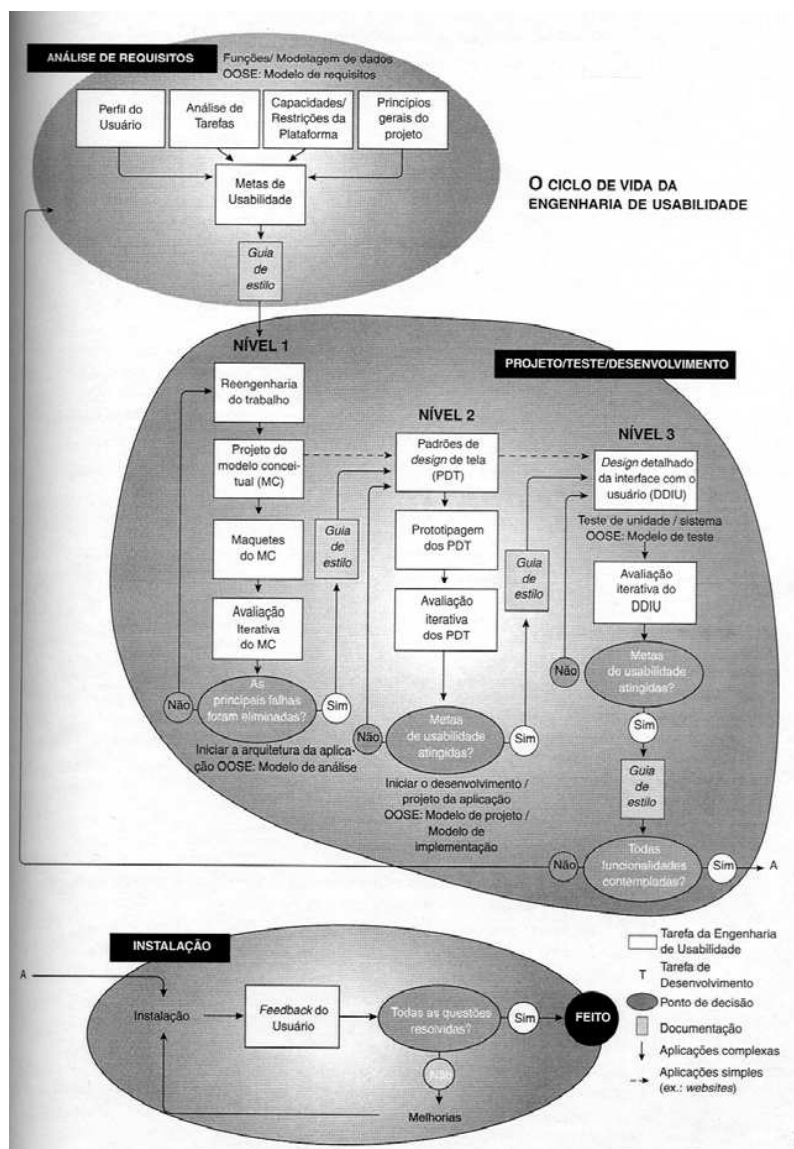 ANÁLISE DE REQUISITOS
Funções/ Modelagem de dados
OOSE: Modelo de requisitos
Perfil do
Usuário
Análise de
Tarefas
Capacidades/
Restrições da
Plataforma
Princípios
gerais do
projeto
Metas de
Usabilidade
Guia
de
estilo
O CICLO DE VIDA DA
ENGENHARIA DE USABILIDADE
PROJETO/TESTE/DESENVOLVIMENTO
NÍVEL 1
Reengenharia
do trabalho
Projeto do
modelo concei-
tual (MC)
Maquetes
do MC
Avaliação
Iterativa
do MC
As
principais falhas
foram eliminadas?
Não
Sim
Iniciar a arquitetura da aplica-
ção OOSE: Modelo de análise
Guia
de
estilo
NÍVEL 2
Padrões de
design de tela
(PDT)
Prototipagem
dos PDT
Avaliação
iterativa
dos PDT
Metas
de usabilidade
atingidas?
Não
Sim
Iniciar o desenvolvimento /
projeto da aplicação
OOSE: Modelo de projeto /
Modelo de
implementação
Guia
de
estilo
NÍVEL 3
Design detalhado
da interface com o
usuário (DDIU)
Teste de unidade / sistema
OOSE: Modelo de teste
Avaliação
iterativa do
DDIU
Metas
de usabilidade
atingidas?
Não
Sim
Guia
de
estilo
Todas
funcionalidades
contempladas?
Não
Sim
A
INSTALAÇÃO
A
Instalação
Feedback do
Usuário
Todas as questões
resolvidas?
Sim
FEITO
Não
Melhorias
Tarefa da Engenharia
de Usabilidade
T
Tarefa de
Desenvolvimento
Ponto de decisão
Documentação
Aplicações complexas
Aplicações simples
(ex.: websites)